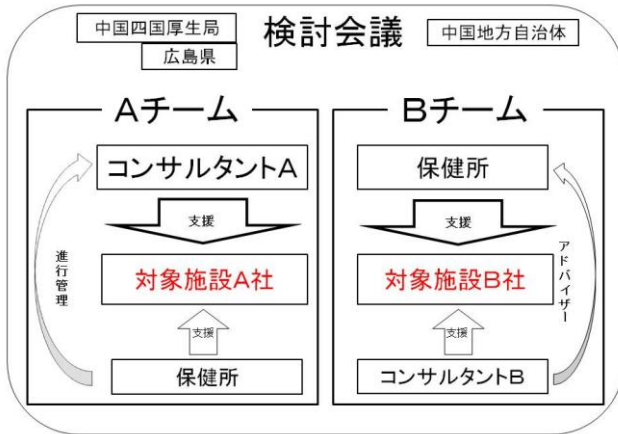 中国四国厚生局
広島県
検討会議
中国地方自治体
Aチーム
コンサルタントA
支援
対象施設A社
支援
保健所
進行管理
Bチーム
保健所
支援
対象施設B社
支援
コンサルタントB
アドバイザー